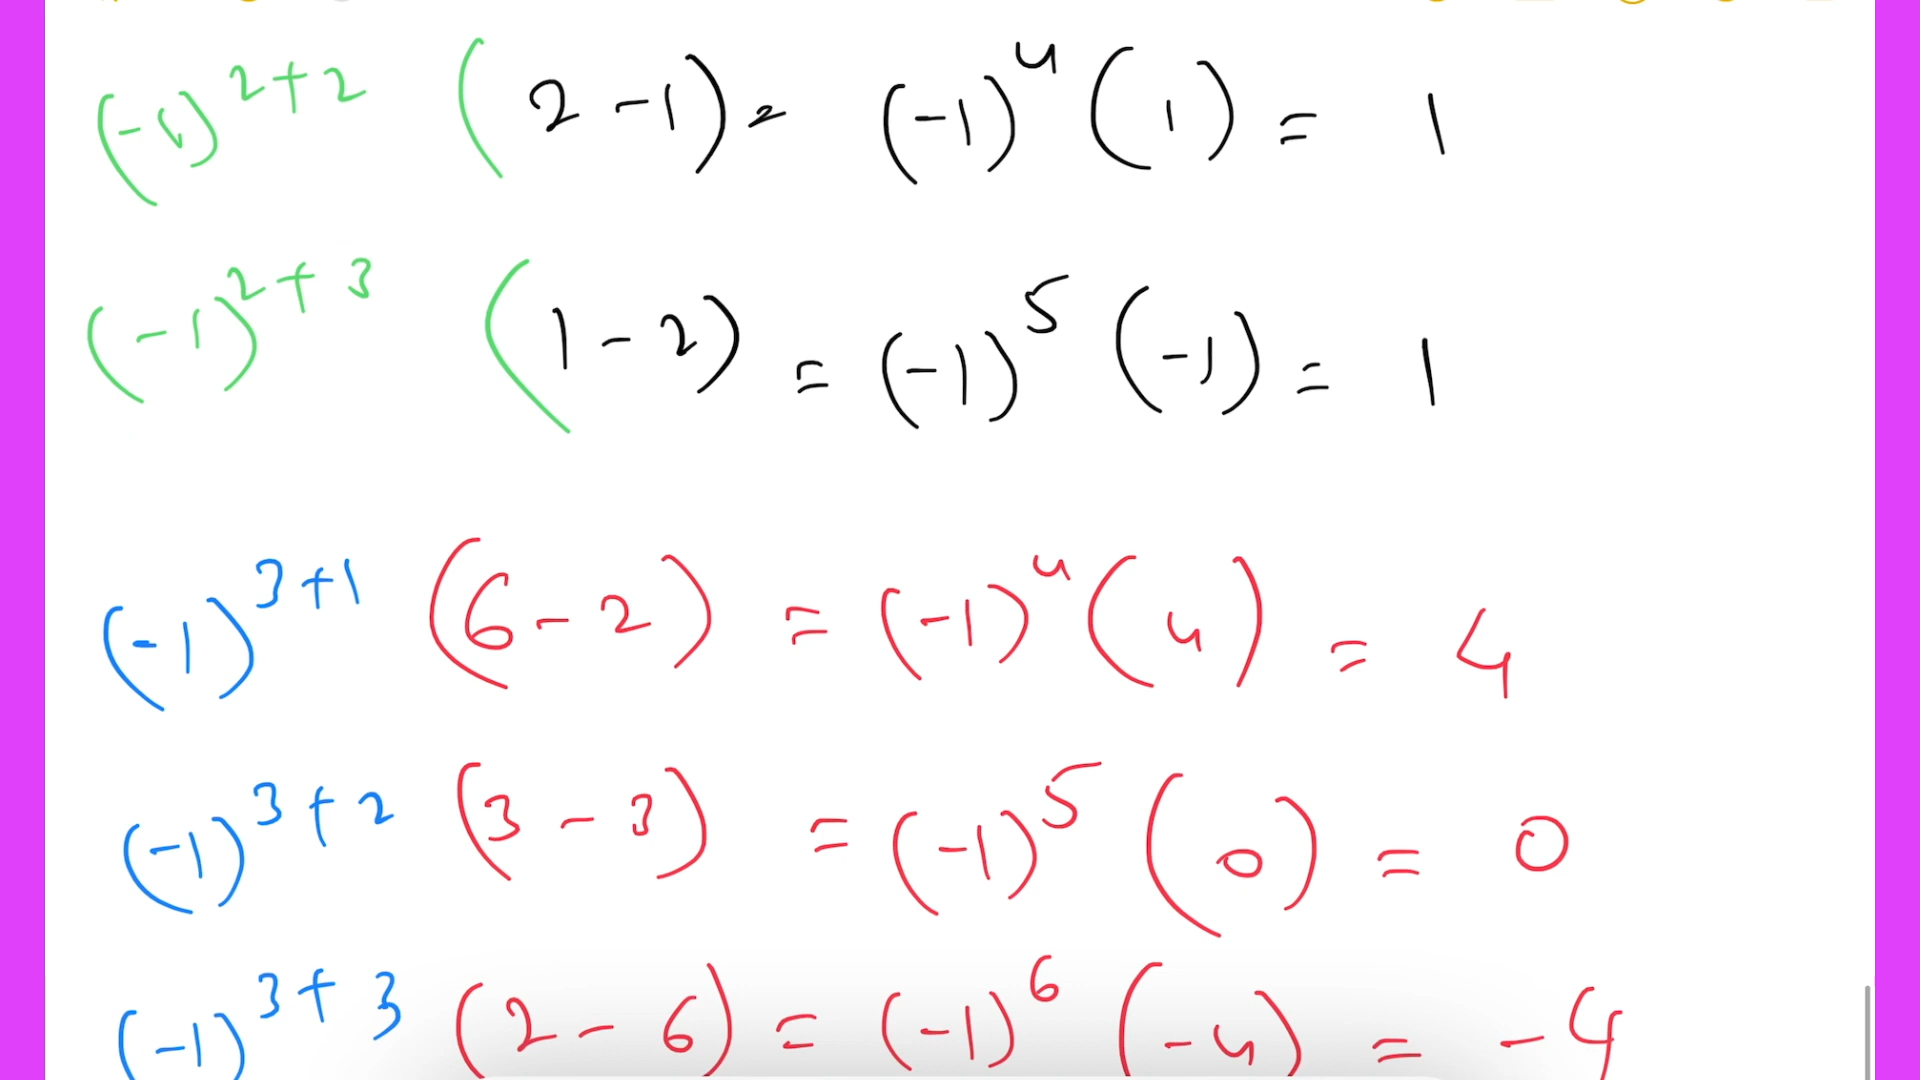 (-1)^{2+2} (2-1) = (-1)^4 (1) = 1
(-1)^{2+3} (1-2) = (-1)^5 (-1) = 1
(-1)^{3+1} (6-2) = (-1)^4 (4) = 4
(-1)^{3+2} (3-3) = (-1)^5 (0) = 0
(-1)^{3+3} (2-6) = (-1)^6 (-4) = -4